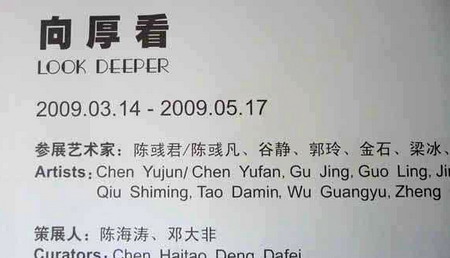 向厚看
LOOK DEEPER
2009.03.14 - 2009.05.17
参展艺术家：陈彧君/陈彧凡、谷静、郭玲、金石、梁冰、
Artists: Chen Yujun/ Chen Yufan, Gu Jing, Guo Ling, Jin
Qiu Shiming, Tao Damin, Wu Guangyu, Zheng
策展人：陈海涛、邓大非
Curators: Chen Haitao, Deng Dafei